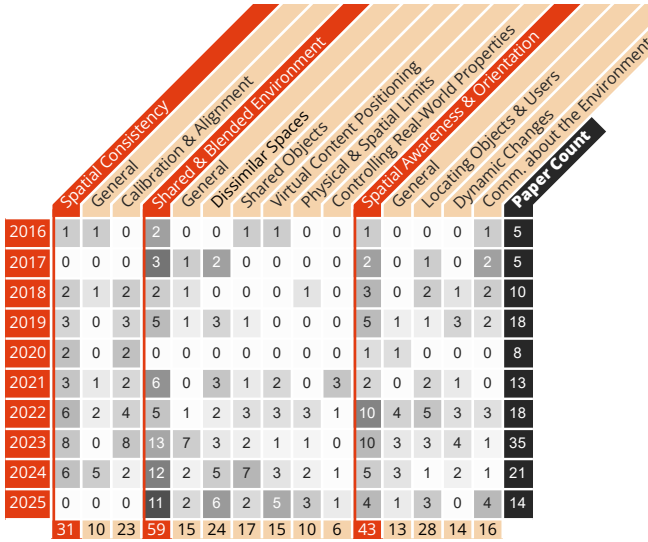 Spatial Consistency
General
Calibration & Alignment
Shared & Blended Environment
General
Dissimilar Spaces
Shared Objects
Virtual Content Positioning
Physical & Spatial Limits
Controlling Real-World Properties
Spatial Awareness & Orientation
General
Locating Objects & Users
Dynamic Changes
Comm. about the Environment
Paper Count
2016 1 1 0 2 0 0 1 1 0 0 1 0 0 0 1 5
2017 0 0 0 3 1 2 0 0 0 0 2 0 1 0 2 5
2018 2 1 2 2 1 0 0 0 1 0 3 0 2 1 2 10
2019 3 0 3 5 1 3 1 0 0 0 5 1 1 3 2 18
2020 2 0 2 0 0 0 0 0 0 0 1 1 0 0 0 8
2021 3 1 2 6 0 3 1 2 0 3 2 0 2 1 0 13
2022 6 2 4 5 1 2 3 3 3 1 10 4 5 3 3 18
2023 8 0 8 13 7 3 2 1 1 0 10 3 3 4 1 35
2024 6 5 2 12 2 5 7 3 2 1 5 3 1 2 1 21
2025 0 0 0 11 2 6 2 5 3 1 4 1 3 0 4 14
31 10 23 59 15 24 17 15 10 6 43 13 28 14 16